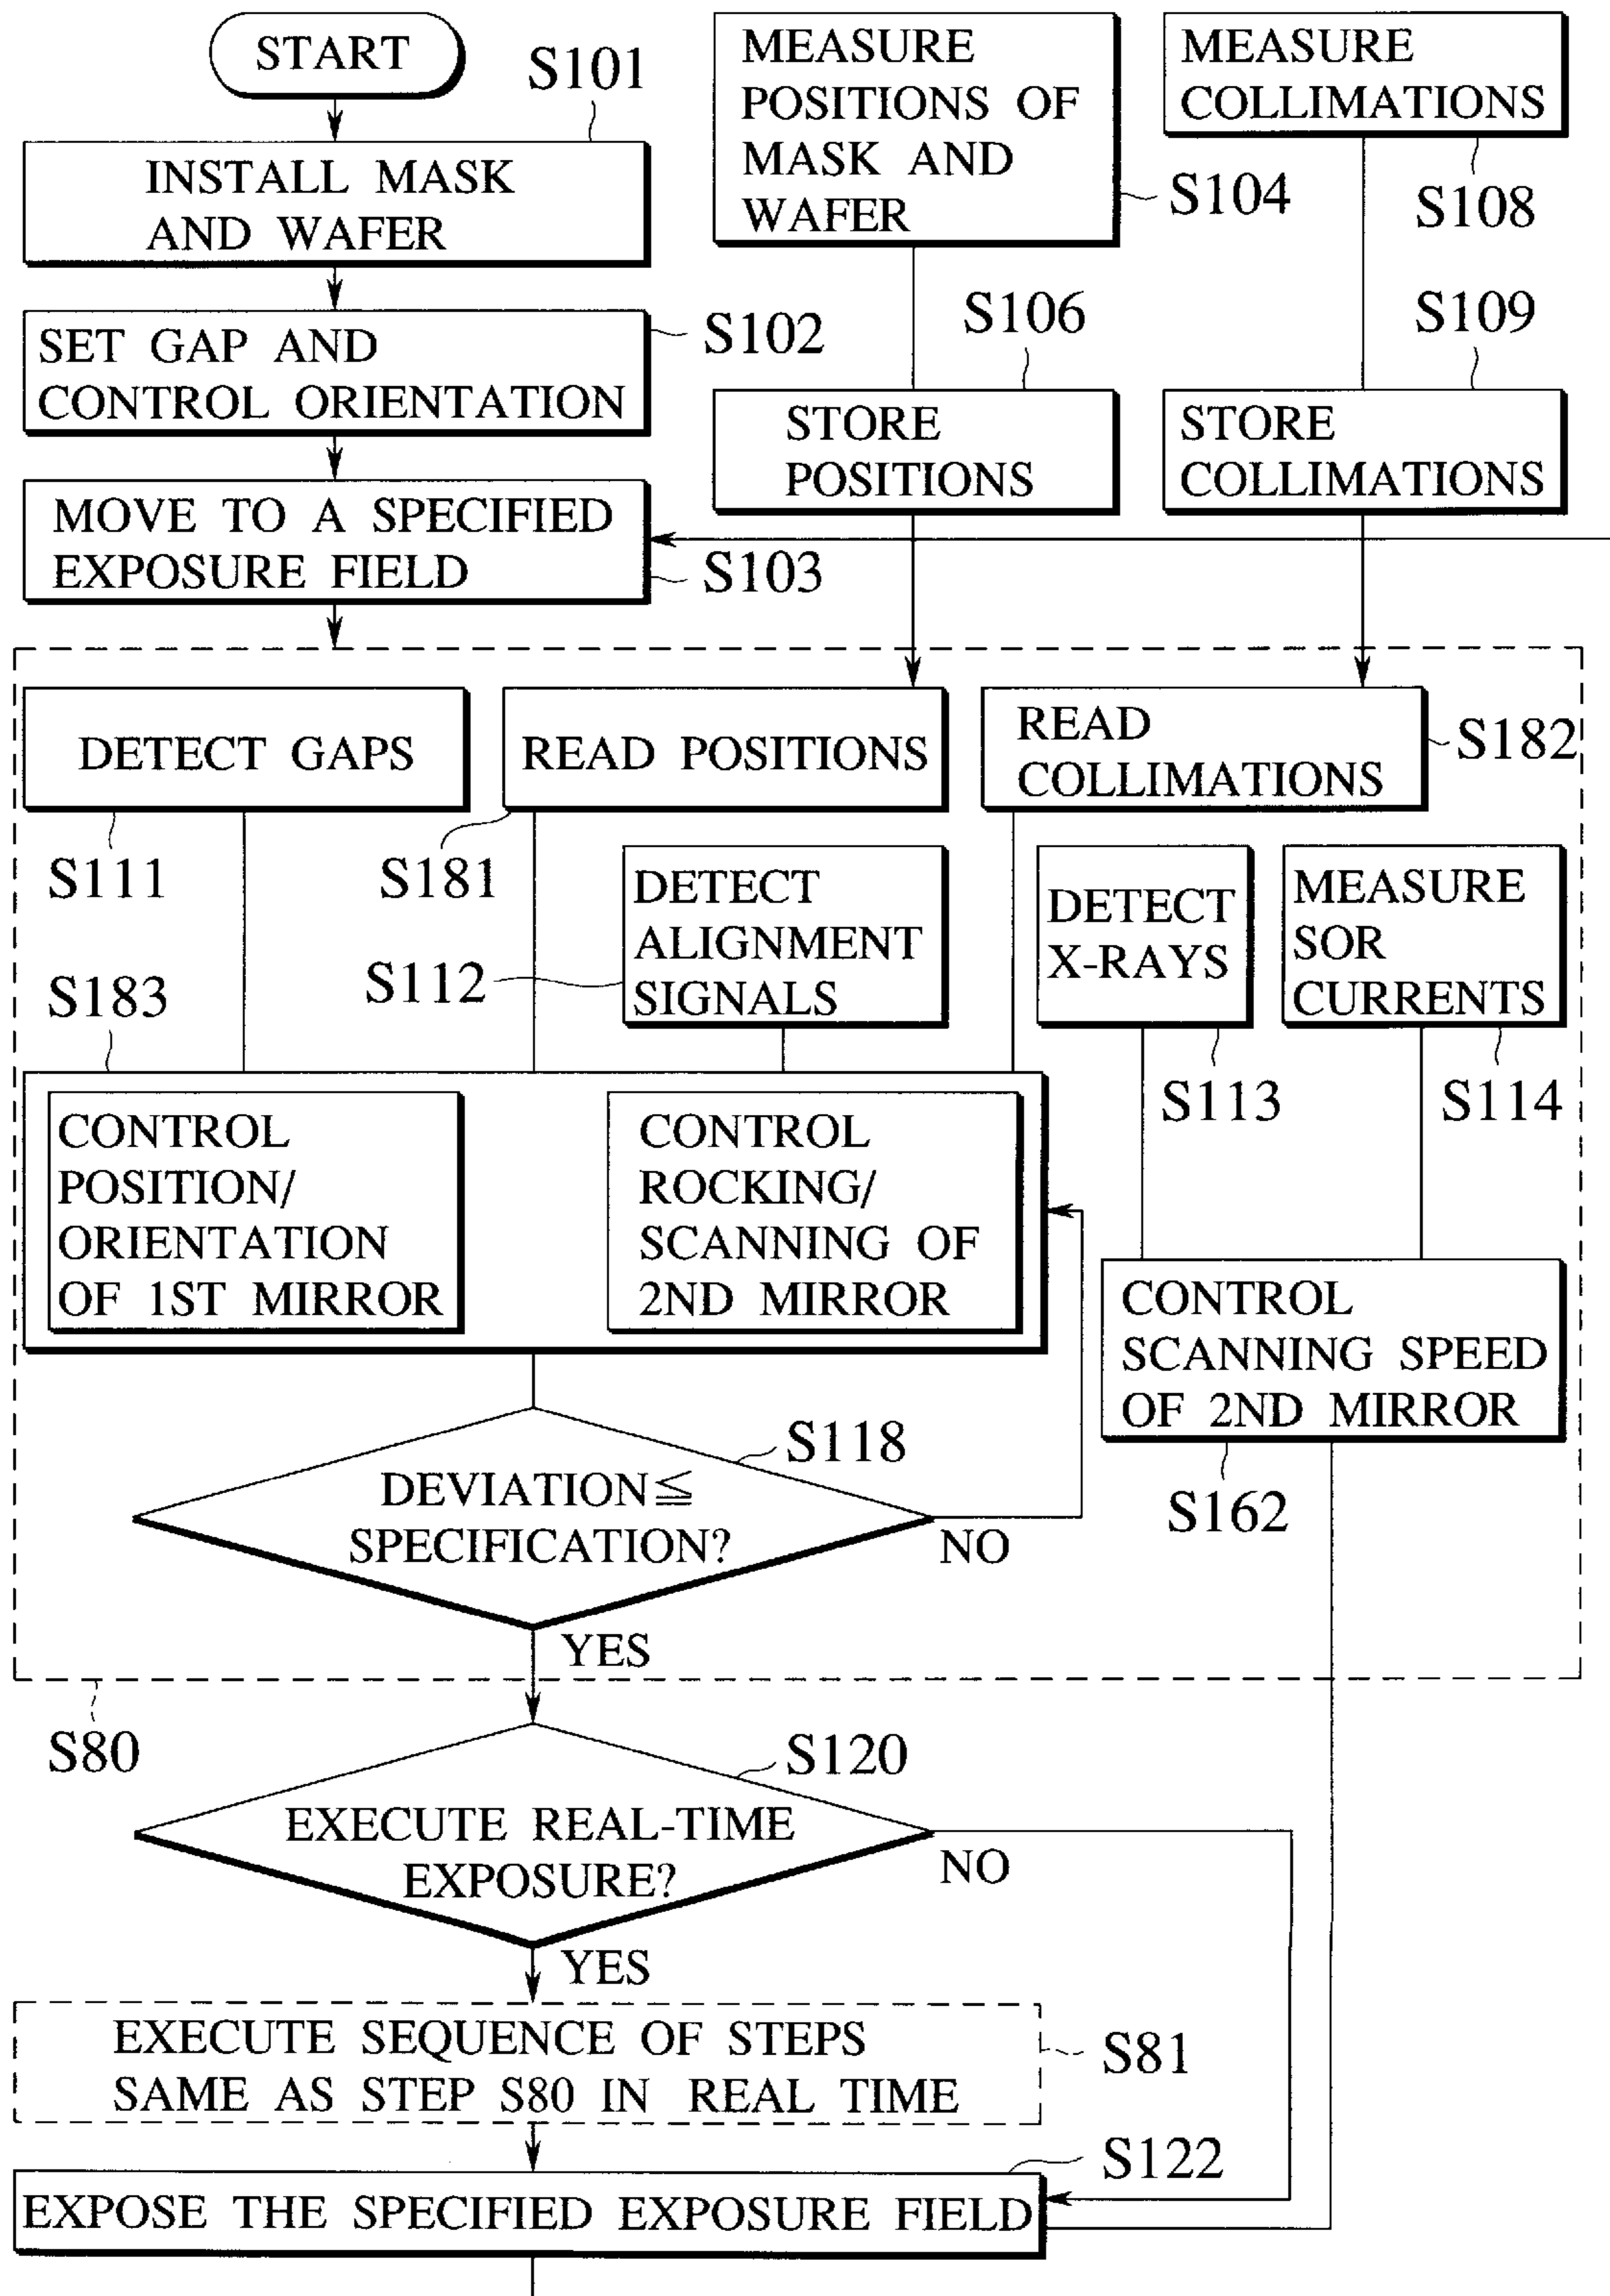 START
S101
INSTALL MASK
AND WAFER
SET GAP AND
CONTROL ORIENTATION
S102
MOVE TO A SPECIFIED
EXPOSURE FIELD
S103
MEASURE
POSITIONS OF
MASK AND
WAFER
S104
S106
STORE
POSITIONS
MEASURE
COLLIMATIONS
S108
S109
STORE
COLLIMATIONS
DETECT GAPS
S111
READ POSITIONS
S181
READ
COLLIMATIONS
S182
DETECT
ALIGNMENT
SIGNALS
S112
DETECT
X-RAYS
S113
MEASURE
SOR
CURRENTS
S114
S183
CONTROL
POSITION/
ORIENTATION
OF 1ST MIRROR
CONTROL
ROCKING/
SCANNING OF
2ND MIRROR
CONTROL
SCANNING SPEED
OF 2ND MIRROR
S162
S118
DEVIATION≦
SPECIFICATION?
NO
YES
S80
S120
EXECUTE REAL-TIME
EXPOSURE?
NO
YES
EXECUTE SEQUENCE OF STEPS
SAME AS STEP S80 IN REAL TIME
S81
S122
EXPOSE THE SPECIFIED EXPOSURE FIELD